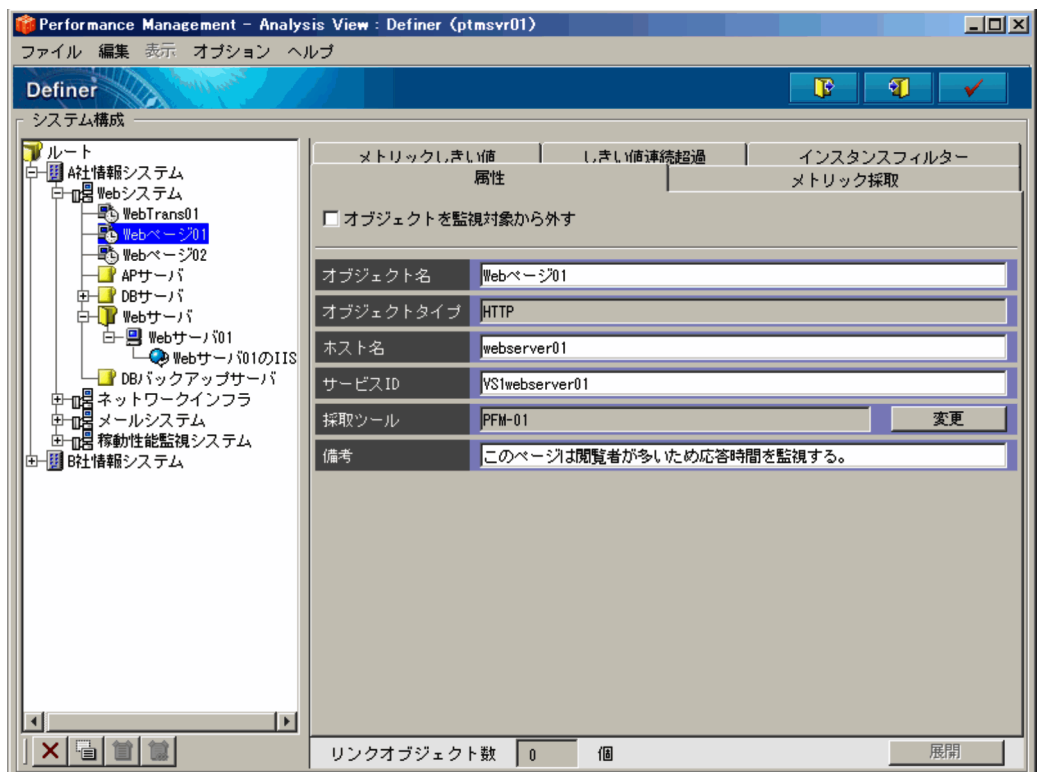 Performance Management - Analysis View : Definer (ptmsvr01)
ファイル 編集 表示 オプション ヘルプ
Definer
システム構成
ルート
A社情報システム
Webシステム
WebTrans01
Webページ01
Webページ02
APサーバ
DBサーバ
Webサーバ
Webサーバ01
Webサーバ01のIIS
DBバックアップサーバ
ネットワークインフラ
メールシステム
稼動性能監視システム
B社情報システム
メトリックしきい値 しきい値連続超過 インスタンスフィルター
属性 メトリック採取
オブジェクトを監視対象から外す
オブジェクト名 Webページ01
オブジェクトタイプ HTTP
ホスト名 webserver01
サービスID VS1webserver01
採取ツール PFM-01 変更
備考 このページは閲覧者が多いため応答時間を監視する。
リンクオブジェクト数 0 個 展開